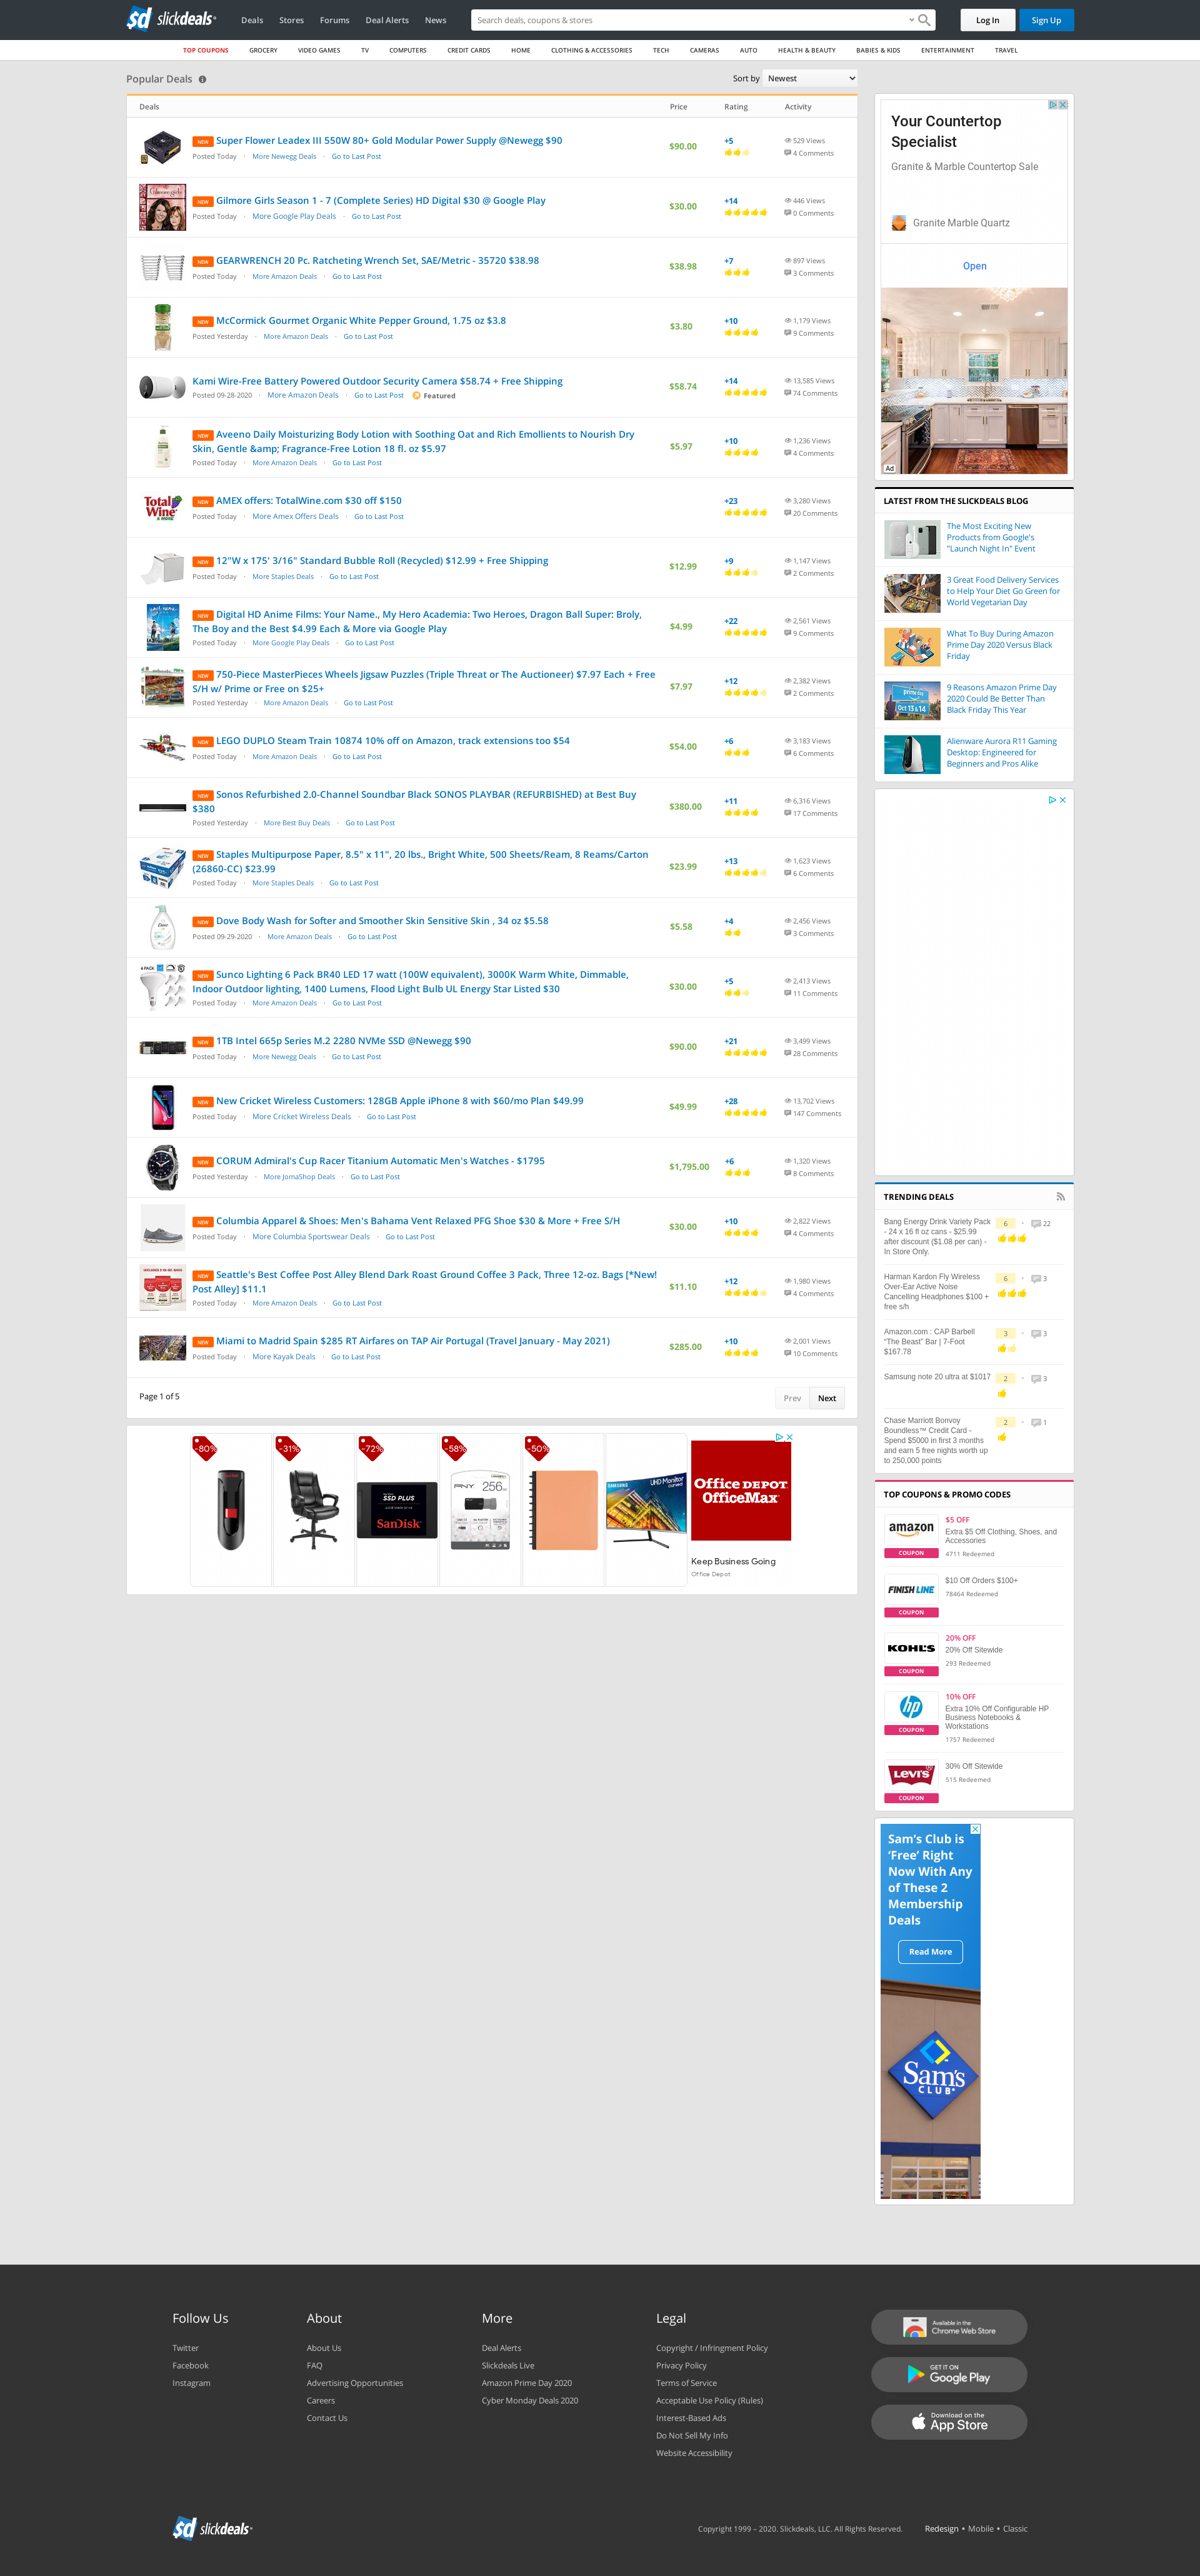 slickdeals
Deals
Stores
Forums
Deal Alerts
News
Search deals, coupons & stores
Log In
Sign Up
TOP COUPONS
GROCERY
VIDEO GAMES
TV
COMPUTERS
CREDIT CARDS
HOME
CLOTHING & ACCESSORIES
TECH
CAMERAS
AUTO
HEALTH & BEAUTY
BABIES & KIDS
ENTERTAINMENT
TRAVEL
Popular Deals
Sort by Newest
Deals Price Rating Activity
NEW Super Flower Leadex III 550W 80+ Gold Modular Power Supply @Newegg $90
Posted Today · More Newegg Deals · Go to Last Post
$90.00
+5
529 Views
4 Comments
NEW Gilmore Girls Season 1 - 7 (Complete Series) HD Digital $30 @ Google Play
Posted Today · More Google Play Deals · Go to Last Post
$30.00
+14
446 Views
0 Comments
NEW GEARWRENCH 20 Pc. Ratcheting Wrench Set, SAE/Metric - 35720 $38.98
Posted Today · More Amazon Deals · Go to Last Post
$38.98
+7
897 Views
3 Comments
NEW McCormick Gourmet Organic White Pepper Ground, 1.75 oz $3.8
Posted Yesterday · More Amazon Deals · Go to Last Post
$3.80
+10
1,179 Views
9 Comments
Kami Wire-Free Battery Powered Outdoor Security Camera $58.74 + Free Shipping
Posted 09-28-2020 · More Amazon Deals · Go to Last Post Featured
$58.74
+14
13,585 Views
74 Comments
NEW Aveeno Daily Moisturizing Body Lotion with Soothing Oat and Rich Emollients to Nourish Dry
Skin, Gentle &amp; Fragrance-Free Lotion 18 fl. oz $5.97
Posted Today · More Amazon Deals · Go to Last Post
$5.97
+10
1,236 Views
4 Comments
Total Wine & MORE
NEW AMEX offers: TotalWine.com $30 off $150
Posted Today · More Amex Offers Deals · Go to Last Post
+23
3,280 Views
20 Comments
NEW 12"W x 175' 3/16" Standard Bubble Roll (Recycled) $12.99 + Free Shipping
Posted Today · More Staples Deals · Go to Last Post
$12.99
+9
1,147 Views
2 Comments
NEW Digital HD Anime Films: Your Name., My Hero Academia: Two Heroes, Dragon Ball Super: Broly,
The Boy and the Best $4.99 Each & More via Google Play
Posted Today · More Google Play Deals · Go to Last Post
$4.99
+22
2,561 Views
9 Comments
NEW 750-Piece MasterPieces Wheels Jigsaw Puzzles (Triple Threat or The Auctioneer) $7.97 Each + Free
S/H w/ Prime or Free on $25+
Posted Yesterday · More Amazon Deals · Go to Last Post
$7.97
+12
2,382 Views
2 Comments
NEW LEGO DUPLO Steam Train 10874 10% off on Amazon, track extensions too $54
Posted Today · More Amazon Deals · Go to Last Post
$54.00
+6
3,183 Views
6 Comments
NEW Sonos Refurbished 2.0-Channel Soundbar Black SONOS PLAYBAR (REFURBISHED) at Best Buy
$380
Posted Yesterday · More Best Buy Deals · Go to Last Post
$380.00
+11
6,316 Views
17 Comments
NEW Staples Multipurpose Paper, 8.5" x 11", 20 lbs., Bright White, 500 Sheets/Ream, 8 Reams/Carton
(26860-CC) $23.99
Posted Today · More Staples Deals · Go to Last Post
$23.99
+13
1,623 Views
6 Comments
NEW Dove Body Wash for Softer and Smoother Skin Sensitive Skin , 34 oz $5.58
Posted 09-29-2020 · More Amazon Deals · Go to Last Post
$5.58
+4
2,456 Views
3 Comments
NEW Sunco Lighting 6 Pack BR40 LED 17 watt (100W equivalent), 3000K Warm White, Dimmable,
Indoor Outdoor lighting, 1400 Lumens, Flood Light Bulb UL Energy Star Listed $30
Posted Today · More Amazon Deals · Go to Last Post
$30.00
+5
2,413 Views
11 Comments
NEW 1TB Intel 665p Series M.2 2280 NVMe SSD @Newegg $90
Posted Today · More Newegg Deals · Go to Last Post
$90.00
+21
3,499 Views
28 Comments
NEW New Cricket Wireless Customers: 128GB Apple iPhone 8 with $60/mo Plan $49.99
Posted Today · More Cricket Wireless Deals · Go to Last Post
$49.99
+28
13,702 Views
147 Comments
NEW CORUM Admiral's Cup Racer Titanium Automatic Men's Watches - $1795
Posted Yesterday · More JomaShop Deals · Go to Last Post
$1,795.00
+6
1,320 Views
8 Comments
NEW Columbia Apparel & Shoes: Men's Bahama Vent Relaxed PFG Shoe $30 & More + Free S/H
Posted Today · More Columbia Sportswear Deals · Go to Last Post
$30.00
+10
2,822 Views
4 Comments
NEW Seattle's Best Coffee Post Alley Blend Dark Roast Ground Coffee 3 Pack, Three 12-oz. Bags [*New!
Post Alley] $11.1
Posted Today · More Amazon Deals · Go to Last Post
$11.10
+12
1,980 Views
4 Comments
NEW Miami to Madrid Spain $285 RT Airfares on TAP Air Portugal (Travel January - May 2021)
Posted Today · More Kayak Deals · Go to Last Post
$285.00
+10
2,001 Views
10 Comments
Page 1 of 5
Prev
Next
-80%
-31%
-72%
SSD PLUS
SanDisk
-58%
PNY
256GB
-50%
SAMSUNG
UHD Monitor
Office DEPOT
OfficeMax
Keep Business Going
Office Depot
Your Countertop
Specialist
Granite & Marble Countertop Sale
Granite Marble Quartz
Open
Ad
LATEST FROM THE SLICKDEALS BLOG
The Most Exciting New
Products from Google's
"Launch Night In" Event
3 Great Food Delivery Services
to Help Your Diet Go Green for
World Vegetarian Day
What To Buy During Amazon
Prime Day 2020 Versus Black
Friday
prime day
Oct 13 & 14
9 Reasons Amazon Prime Day
2020 Could Be Better Than
Black Friday This Year
Alienware Aurora R11 Gaming
Desktop: Engineered for
Beginners and Pros Alike
TRENDING DEALS
Bang Energy Drink Variety Pack
- 24 x 16 fl oz cans - $25.99
after discount ($1.08 per can) -
In Store Only.
6 · 22
Harman Kardon Fly Wireless
Over-Ear Active Noise
Cancelling Headphones $100 +
free s/h
6 · 3
Amazon.com : CAP Barbell
"The Beast" Bar | 7-Foot
$167.78
3 · 3
Samsung note 20 ultra at $1017
2 · 3
Chase Marriott Bonvoy
Boundless™ Credit Card -
Spend $5000 in first 3 months
and earn 5 free nights worth up
to 250,000 points
2 · 1
TOP COUPONS & PROMO CODES
amazon
COUPON
$5 OFF
Extra $5 Off Clothing, Shoes, and
Accessories
4711 Redeemed
FINISH LINE
COUPON
$10 Off Orders $100+
78464 Redeemed
KOHL'S
COUPON
20% OFF
20% Off Sitewide
293 Redeemed
hp
COUPON
10% OFF
Extra 10% Off Configurable HP
Business Notebooks &
Workstations
1757 Redeemed
LEVI'S
COUPON
30% Off Sitewide
515 Redeemed
Sam's Club is
'Free' Right
Now With Any
of These 2
Membership
Deals
Read More
Sam's
CLUB
Follow Us
Twitter
Facebook
Instagram
About
About Us
FAQ
Advertising Opportunities
Careers
Contact Us
More
Deal Alerts
Slickdeals Live
Amazon Prime Day 2020
Cyber Monday Deals 2020
Legal
Copyright / Infringment Policy
Privacy Policy
Terms of Service
Acceptable Use Policy (Rules)
Interest-Based Ads
Do Not Sell My Info
Website Accessibility
Available in the
Chrome Web Store
GET IT ON
Google Play
Download on the
App Store
slickdeals
Copyright 1999 – 2020. Slickdeals, LLC. All Rights Reserved.
Redesign • Mobile • Classic